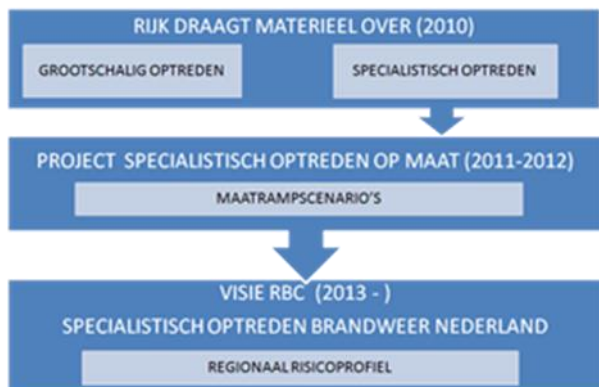 RIJK DRAAGT MATERIEEL OVER (2010)
GROOTSCHALIG OPTREDEN
SPECIALISTISCH OPTREDEN
PROJECT SPECIALISTISCH OPTREDEN OP MAAT (2011-2012)
MAATRAMPSCENARIO'S
VISIE RBC (2013 - )
SPECIALISTISCH OPTREDEN BRANDWEER NEDERLAND
REGIONAAL RISICOPROFIEL